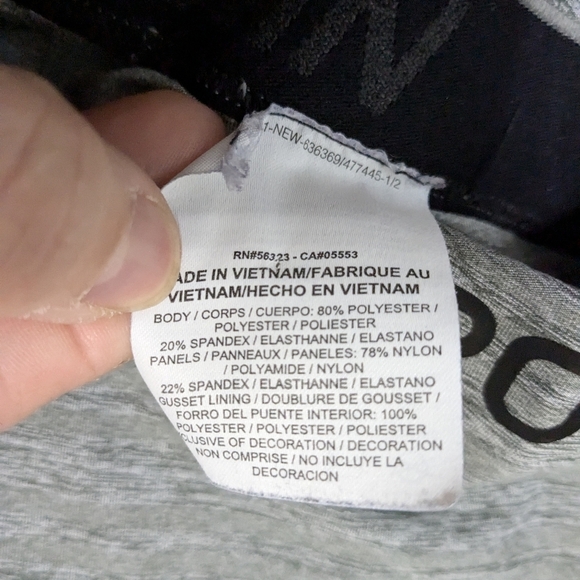 1-NEW-636369/477445-1/2
RN#56323 - CA#05553
MADE IN VIETNAM/FABRIQUE AU
VIETNAM/HECHO EN VIETNAM
BODY / CORPS / CUERPO: 80% POLYESTER /
POLYESTER / POLIESTER
20% SPANDEX / ELASTHANNE / ELASTANO
PANELS / PANNEAUX / PANELES: 78% NYLON
/ POLYAMIDE / NYLON
22% SPANDEX / ELASTHANNE / ELASTANO
GUSSET LINING / DOUBLURE DE GOUSSET /
FORRO DEL PUENTE INTERIOR: 100%
POLYESTER / POLYESTER / POLIESTER
CLUSIVE OF DECORATION / DECORATION
NON COMPRISE / NO INCLUYE LA
DECORACION